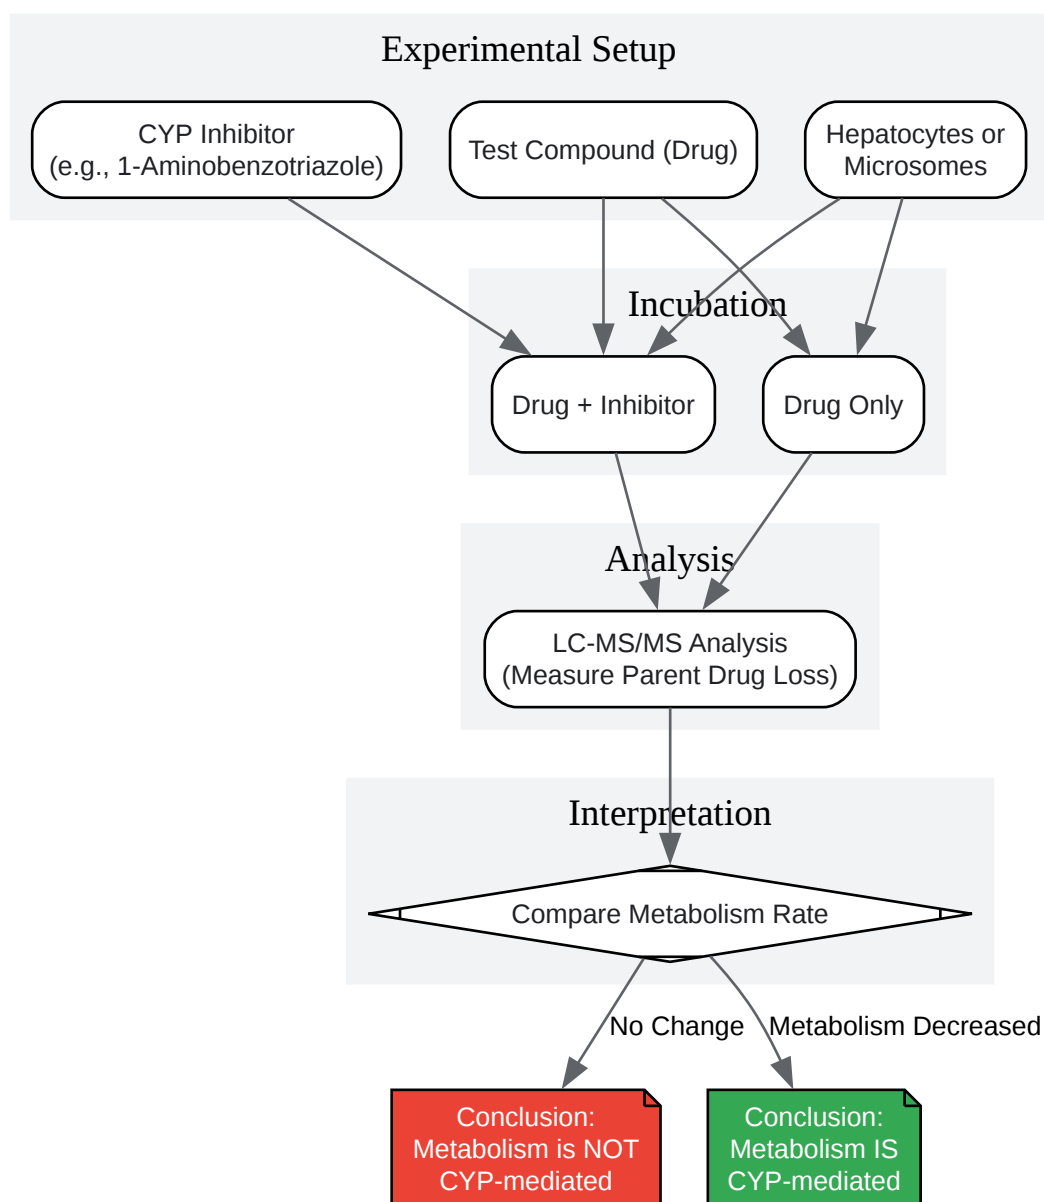 Experimental Setup
CYP Inhibitor
(e.g., 1-Aminobenzotriazole)
Test Compound (Drug)
Hepatocytes or
Microsomes
Incubation
Drug + Inhibitor
Drug Only
Analysis
LC-MS/MS Analysis
(Measure Parent Drug Loss)
Interpretation
Compare Metabolism Rate
No Change
Metabolism Decreased
Conclusion:
Metabolism is NOT
CYP-mediated
Conclusion:
Metabolism IS
CYP-mediated